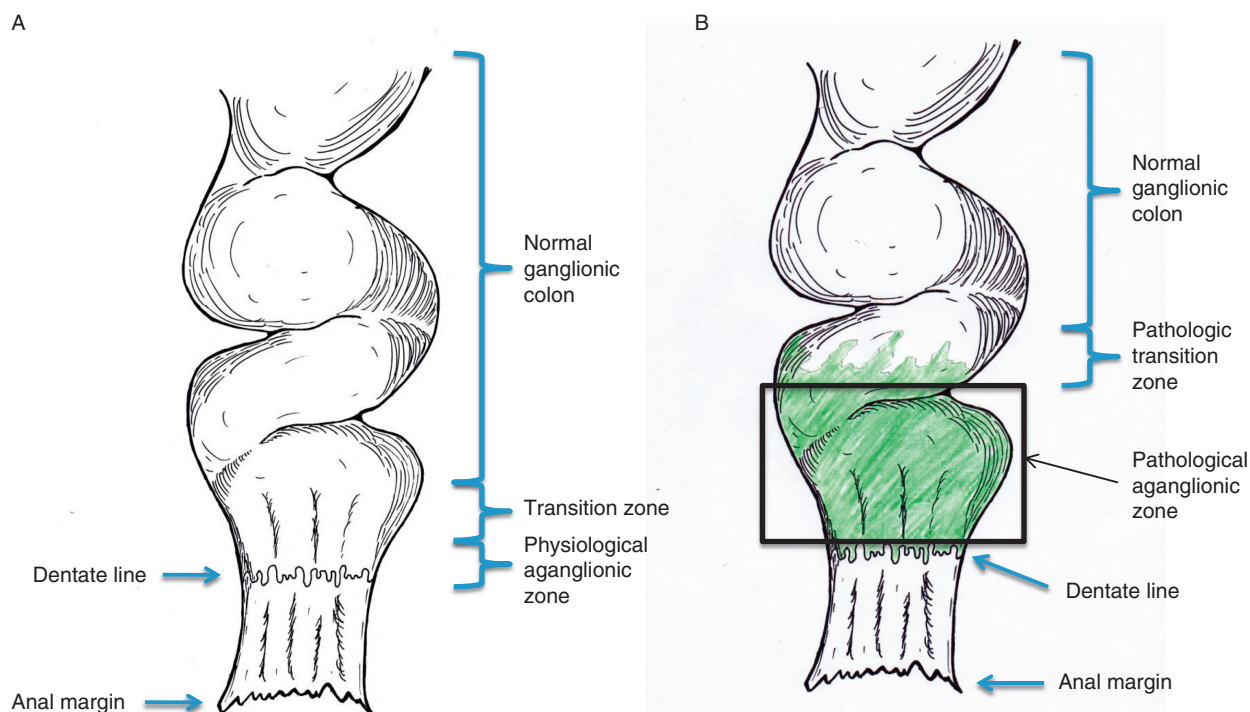 A
Normal
ganglionic
colon
Transition zone
Physiological
aganglionic
zone
Dentate line
Anal margin
B
Normal
ganglionic
colon
Pathologic
transition
zone
Pathological
aganglionic
zone
Dentate line
Anal margin